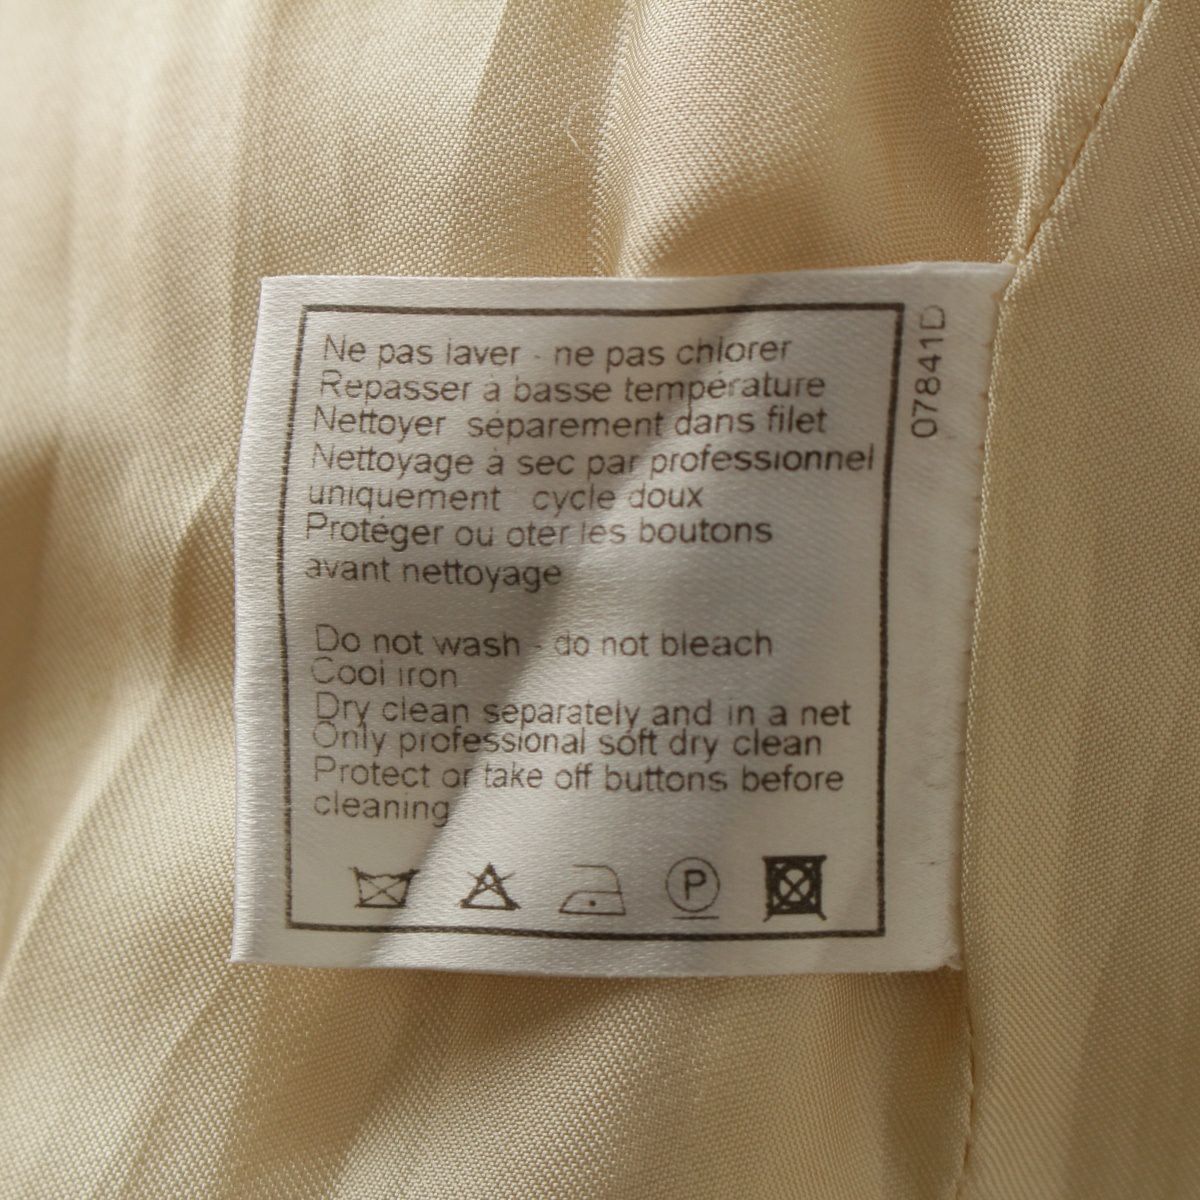 Ne pas laver - ne pas chlorer
Repasser à basse température
Nettoyer séparement dans filet
Nettoyage à sec par professionnel
uniquement cycle doux
Protéger ou oter les boutons
avant nettoyage
Do not wash - do not bleach
Cool iron
Dry clean separately and in a net
Only professional soft dry clean
Protect or take off buttons before
cleaning
P
07841D